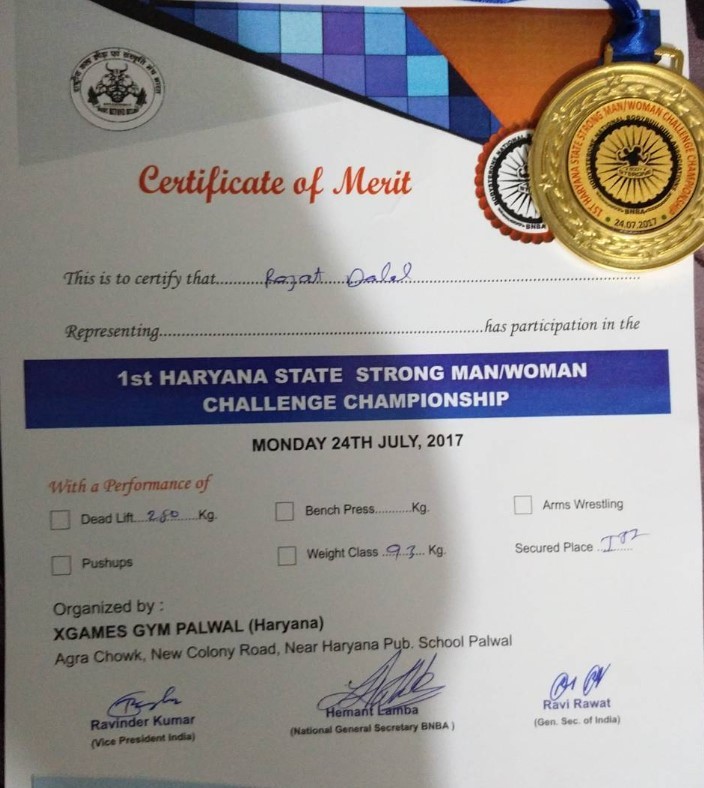 Certificate of Merit
1ST HARYANA STATE STRONG MAN/WOMAN CHALLENGE CHAMPIONSHIP
BNBA
24.07.2017
BNBA
This is to certify that Rajat Dalal
Representing has participation in the
1st HARYANA STATE STRONG MAN/WOMAN
CHALLENGE CHAMPIONSHIP
MONDAY 24TH JULY, 2017
With a Performance of
Dead Lift 280 Kg. Bench Press Kg. Arms Wrestling
Pushups Weight Class 93 Kg. Secured Place
Organized by :
XGAMES GYM PALWAL (Haryana)
Agra Chowk, New Colony Road, Near Haryana Pub. School Palwal
Ravinder Kumar Hemant Lamba Ravi Rawat
(Vice President India) (National General Secretary BNBA ) (Gen. Sec. of India)